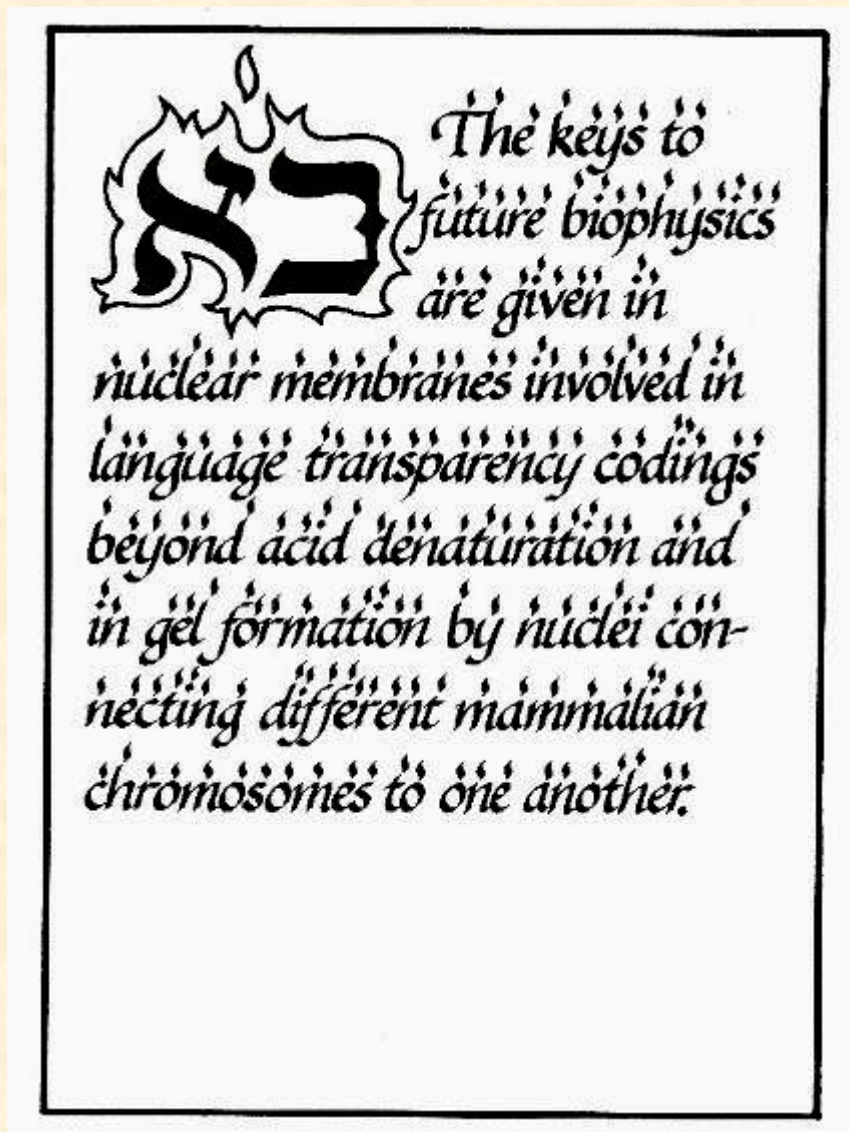 כא
The keys to
future biophysics
are given in
nuclear membranes involved in
language transparency codings
beyond acid denaturation and
in gel formation by nuclei con-
necting different mammalian
chromosomes to one another.